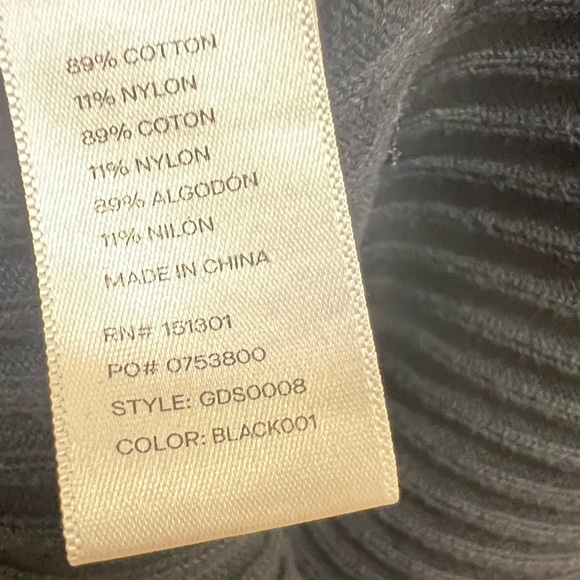 89% COTTON
11% NYLON
89% COTON
11% NYLON
89% ALGODÓN
11% NILÓN
MADE IN CHINA
RN# 151301
PO# 0753800
STYLE: GDS0008
COLOR: BLACK001